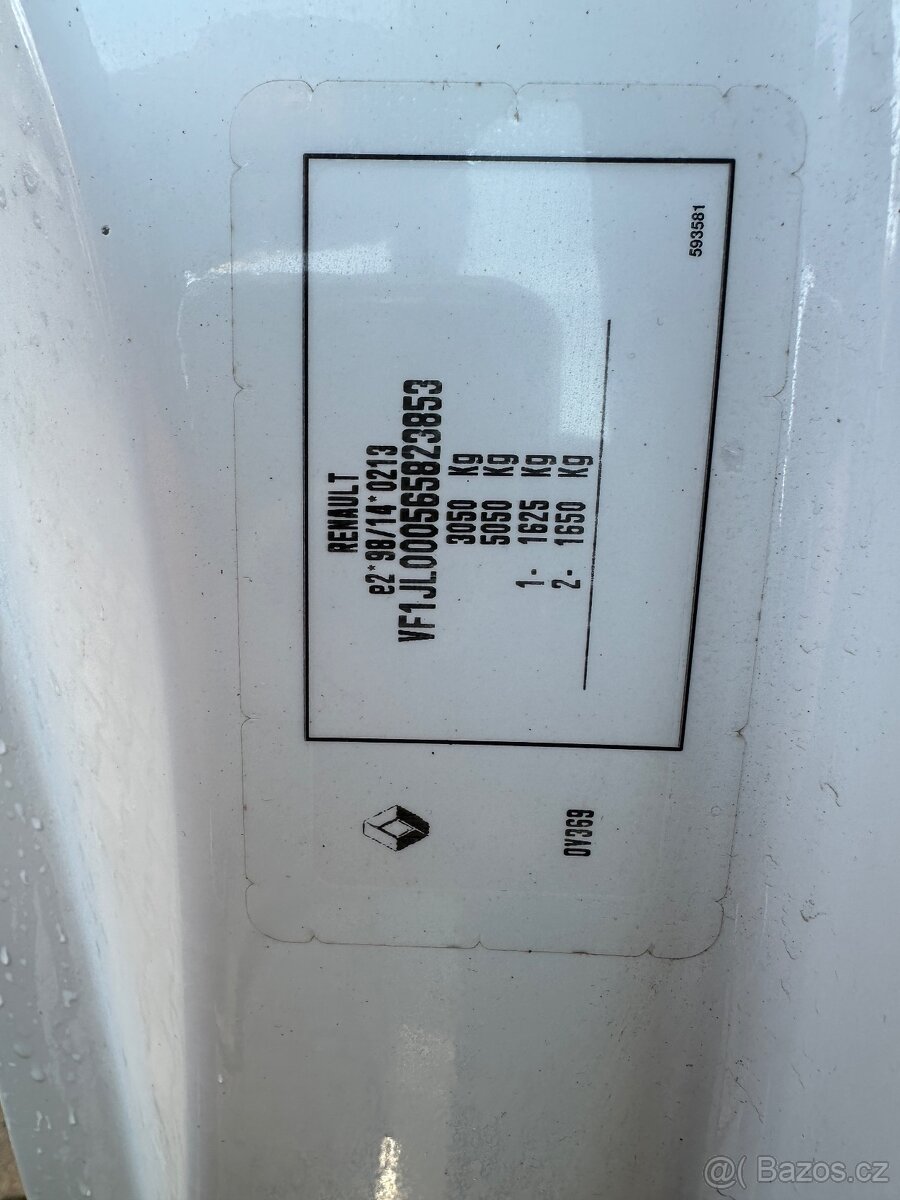 RENAULT
e2*98/14*0213
VF1JL000565823853
3050 Kg
5050 Kg
1- 1625 Kg
2- 1650 Kg
593581
0V369
@( Bazos.cz